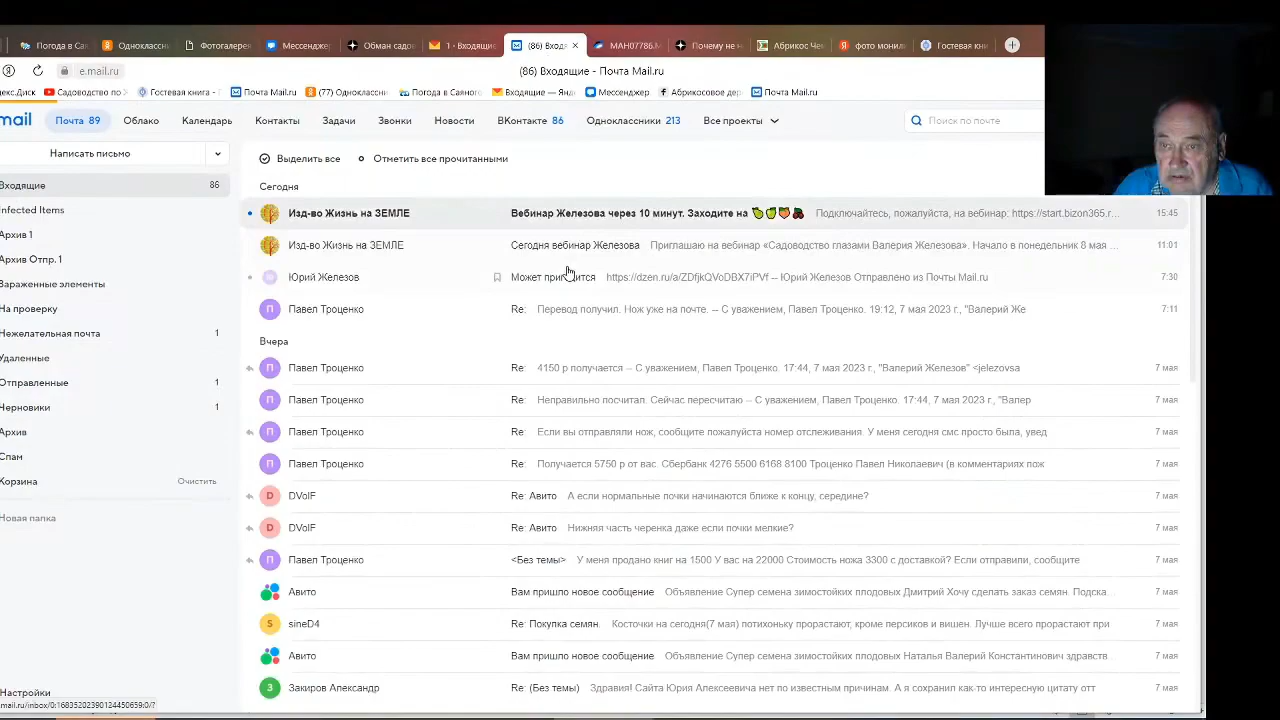 Погода в Сая
Одноклассн
Фотогалере
Мессендже
Обман садо
1 · Входящие
(86) Входя
МАН07786.М
Почему не н
Абрикос Че
фото монил
Гостевая кни
e.mail.ru
(86) Входящие - Почта Mail.ru
кс.Диск
Садоводство по
Гостевая книга -
Почта Mail.ru
(77) Одноклассни
Погода в Саяного
Входящие — Янд
Мессенджер
Абрикосовое дер
Почта Mail.ru
mail
Почта 89
Облако
Календарь
Контакты
Задачи
Звонки
Новости
ВКонтакте 86
Одноклассники 213
Все проекты
Поиск по почте
Написать письмо
Выделить все
Отметить все прочитанными
Входящие 86
Infected Items
Архив 1
Архив Отпр. 1
Зараженные элементы
На проверку
Нежелательная почта 1
Удаленные
Отправленные 1
Черновики 1
Архив
Спам
Корзина Очистить
Новая папка
Настройки
mail.ru/inbox/0:16835202390124450659:0/?
Сегодня
Изд-во Жизнь на ЗЕМЛЕ Вебинар Железова через 10 минут. Заходите на 🍐🍏🍑🍒 Подключайтесь, пожалуйста, на вебинар: https://start.bizon365.r... 15:45
Изд-во Жизнь на ЗЕМЛЕ Сегодня вебинар Железова Приглашаю на вебинар «Садоводство глазами Валерия Железова». Начало в понедельник 8 мая ... 11:01
Юрий Железов Может приг дится https://dzen.ru/a/ZDfjkQVoDBX7iPVf -- Юрий Железов Отправлено из Почты Mail.ru 7:30
П Павел Троценко Re: Перевод получил. Нож уже на почте. -- С уважением, Павел Троценко. 19:12, 7 мая 2023 г., "Валерий Же 7:11
Вчера
П Павел Троценко Re: 4150 р получается -- С уважением, Павел Троценко. 17:44, 7 мая 2023 г., "Валерий Железов" <jelezovsa 7 мая
П Павел Троценко Re: Неправильно посчитал. Сейчас пересчитаю -- С уважением, Павел Троценко. 17:44, 7 мая 2023 г., "Валер 7 мая
П Павел Троценко Re: Если вы отправляли нож, сообщите пожалуйста номер отслеживания. У меня сегодня смс просто была, увед 7 мая
П Павел Троценко Re: Получается 5750 р от вас. Сбербанк 4276 5500 6168 8100 Троценко Павел Николаевич (в комментариях пож 7 мая
D DVolF Re: Авито А если нормальные почки начинаются ближе к концу, середине? 7 мая
D DVolF Re: Авито Нижняя часть черенка даже если почки мелкие? 7 мая
П Павел Троценко <Без темы> У меня продано книг на 1500 У вас на 22000 Стоимость ножа 3300 с доставкой? Если отправили, сообщите 7 мая
Авито Вам пришло новое сообщение Объявление Супер семена зимостойких плодовых Дмитрий Хочу сделать заказ семян. Подска... 7 мая
S sineD4 Re: Покупка семян. Косточки на сегодня(7 мая) потихоньку прорастают, кроме персиков и вишен. Лучше всего прорастают при 7 мая
Авито Вам пришло новое сообщение Объявление Супер семена зимостойких плодовых Наталья Валерий Константинович здравств 7 мая
З Закиров Александр Re: (Без темы) Здравия! Сайта Юрия Алексеевича нет по известным причинам. А я сохранил как-то интересную цитату отт 7 мая